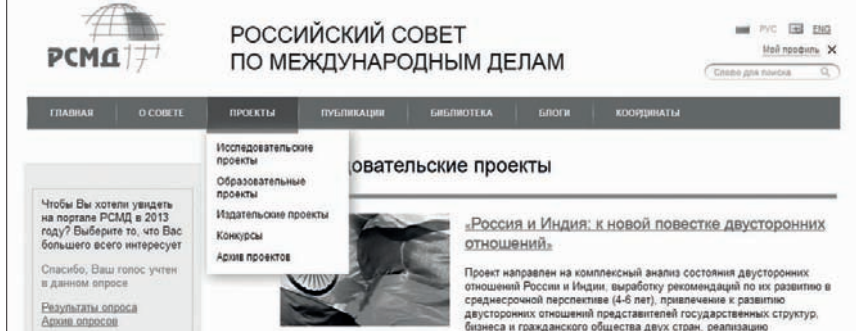 РСМД
РОССИЙСКИЙ СОВЕТ
ПО МЕЖДУНАРОДНЫМ ДЕЛАМ
РУС ENG
Мой профиль X
Слово для поиска
ГЛАВНАЯ О СОВЕТЕ ПРОЕКТЫ ПУБЛИКАЦИИ БИБЛИОТЕКА БЛОГИ КООРДИНАТЫ
Исследовательские
проекты
Образовательные
проекты
Издательские проекты
Конкурсы
Архив проектов
овательские проекты
Чтобы Вы хотели увидеть
на портале РСМД в 2013
году? Выберите то, что Вас
большего всего интересует
Спасибо, Ваш голос учтен
в данном опросе
Результаты опроса
Архив опросов
«Россия и Индия: к новой повестке двусторонних
отношений»
Проект направлен на комплексный анализ состояния двусторонних
отношений России и Индии, выработку рекомендаций по их развитию в
среднесрочной перспективе (4-6 лет), привлечение к развитию
двусторонних отношений представителей государственных структур,
бизнеса и гражданского общества двух стран, реализацию